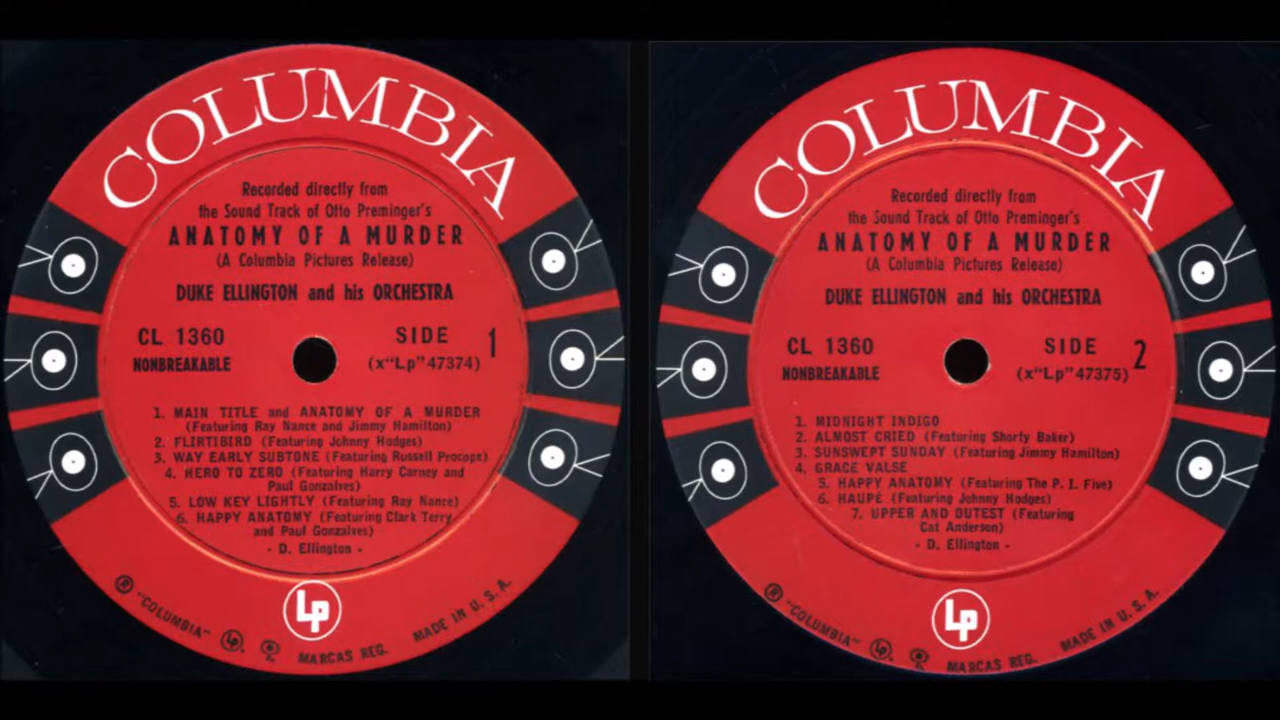 COLUMBIA
Recorded directly from
the Sound Track of Otto Preminger's
ANATOMY OF A MURDER
(A Columbia Pictures Release)
DUKE ELLINGTON and his ORCHESTRA
CL 1360
NONBREAKABLE
SIDE 1
(x"Lp"47374)
1. MAIN TITLE and ANATOMY OF A MURDER
(Featuring Ray Nance and Jimmy Hamilton)
2. FLIRTIBIRD (Featuring Johnny Hodges)
3. WAY EARLY SUBTONE (Featuring Russell Procope)
4. HERO TO ZERO (Featuring Harry Carney and
Paul Gonzalves)
5. LOW KEY LIGHTLY (Featuring Ray Nance)
6. HAPPY ANATOMY (Featuring Clark Terry
and Paul Gonzalves)
- D. Ellington -
Lp
® "COLUMBIA" Lp MARCAS REG. MADE IN U. S. A.
COLUMBIA
Recorded directly from
the Sound Track of Otto Preminger's
ANATOMY OF A MURDER
(A Columbia Pictures Release)
DUKE ELLINGTON and his ORCHESTRA
CL 1360
NONBREAKABLE
SIDE 2
(x"Lp"47375)
1. MIDNIGHT INDIGO
2. ALMOST CRIED (Featuring Shorty Baker)
3. SUNSWEPT SUNDAY (Featuring Jimmy Hamilton)
4. GRACE VALSE
5. HAPPY ANATOMY (Featuring The P. I. Five)
6. HAUPÉ (Featuring Johnny Hodges)
7. UPPER AND OUTEST (Featuring
Cat Anderson)
- D. Ellington -
Lp
® "COLUMBIA" Lp MARCAS REG. MADE IN U. S. A.